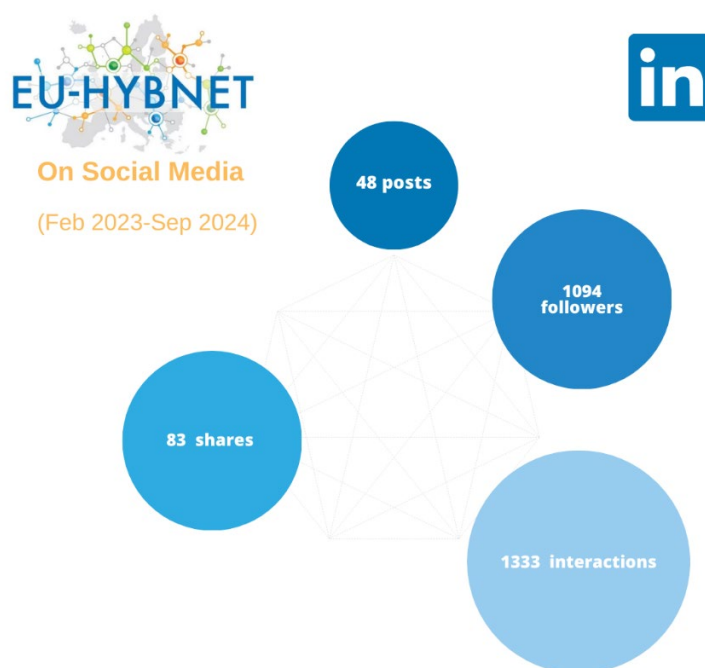 EU-HYBNET
in
On Social Media
(Feb 2023-Sep 2024)
48 posts
1094
followers
83 shares
1333 interactions